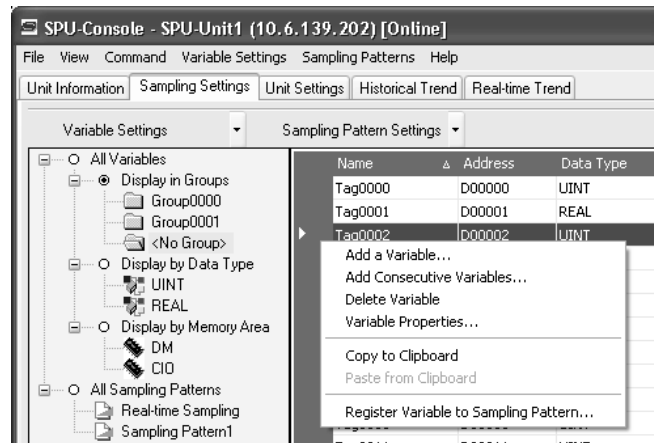 SPU-Console - SPU-Unit1 (10.6.139.202) [Online]
File View Command Variable Settings Sampling Patterns Help
Unit Information Sampling Settings Unit Settings Historical Trend Real-time Trend
Variable Settings Sampling Pattern Settings
All Variables
Display in Groups
Group0000
Group0001
<No Group>
Display by Data Type
UINT
REAL
Display by Memory Area
DM
CIO
All Sampling Patterns
Real-time Sampling
Sampling Pattern1
Name Address Data Type
Tag0000 D00000 UINT
Tag0001 D00001 REAL
Tag0002 D00002 UINT
Add a Variable...
Add Consecutive Variables...
Delete Variable
Variable Properties...
Copy to Clipboard
Paste from Clipboard
Register Variable to Sampling Pattern...